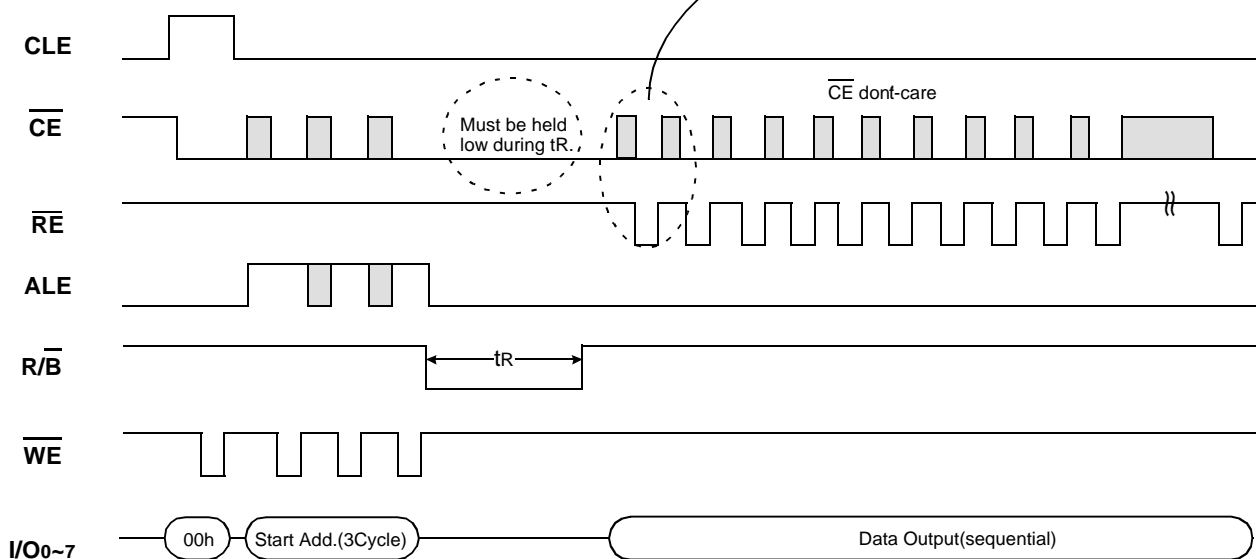 CLE
CE dont-care
CE
Must be held
low during tR.
RE
ALE
R/B
tR
WE
I/O0~7
00h
Start Add.(3Cycle)
Data Output(sequential)